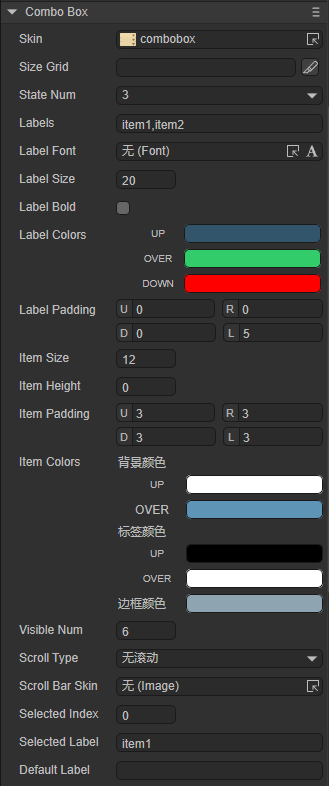 Combo Box
Skin combobox
Size Grid
State Num 3
Labels item1,item2
Label Font 无 (Font) A
Label Size 20
Label Bold
Label Colors UP
OVER
DOWN
Label Padding U 0 R 0
D 0 L 5
Item Size 12
Item Height 0
Item Padding U 3 R 3
D 3 L 3
Item Colors 背景颜色
UP
OVER
标签颜色
UP
OVER
边框颜色
Visible Num 6
Scroll Type 无滚动
Scroll Bar Skin 无 (Image)
Selected Index 0
Selected Label item1
Default Label